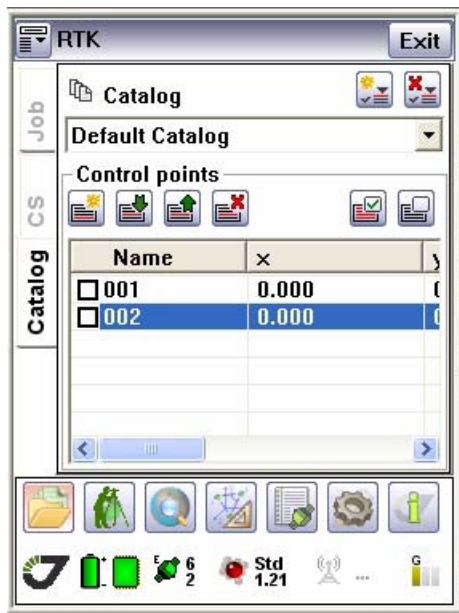 RTK
Exit
Job
CS
Catalog
Catalog
Default Catalog
Control points
Name x y
001 0.000
002 0.000
E 6
2
Std
1.21
...
G